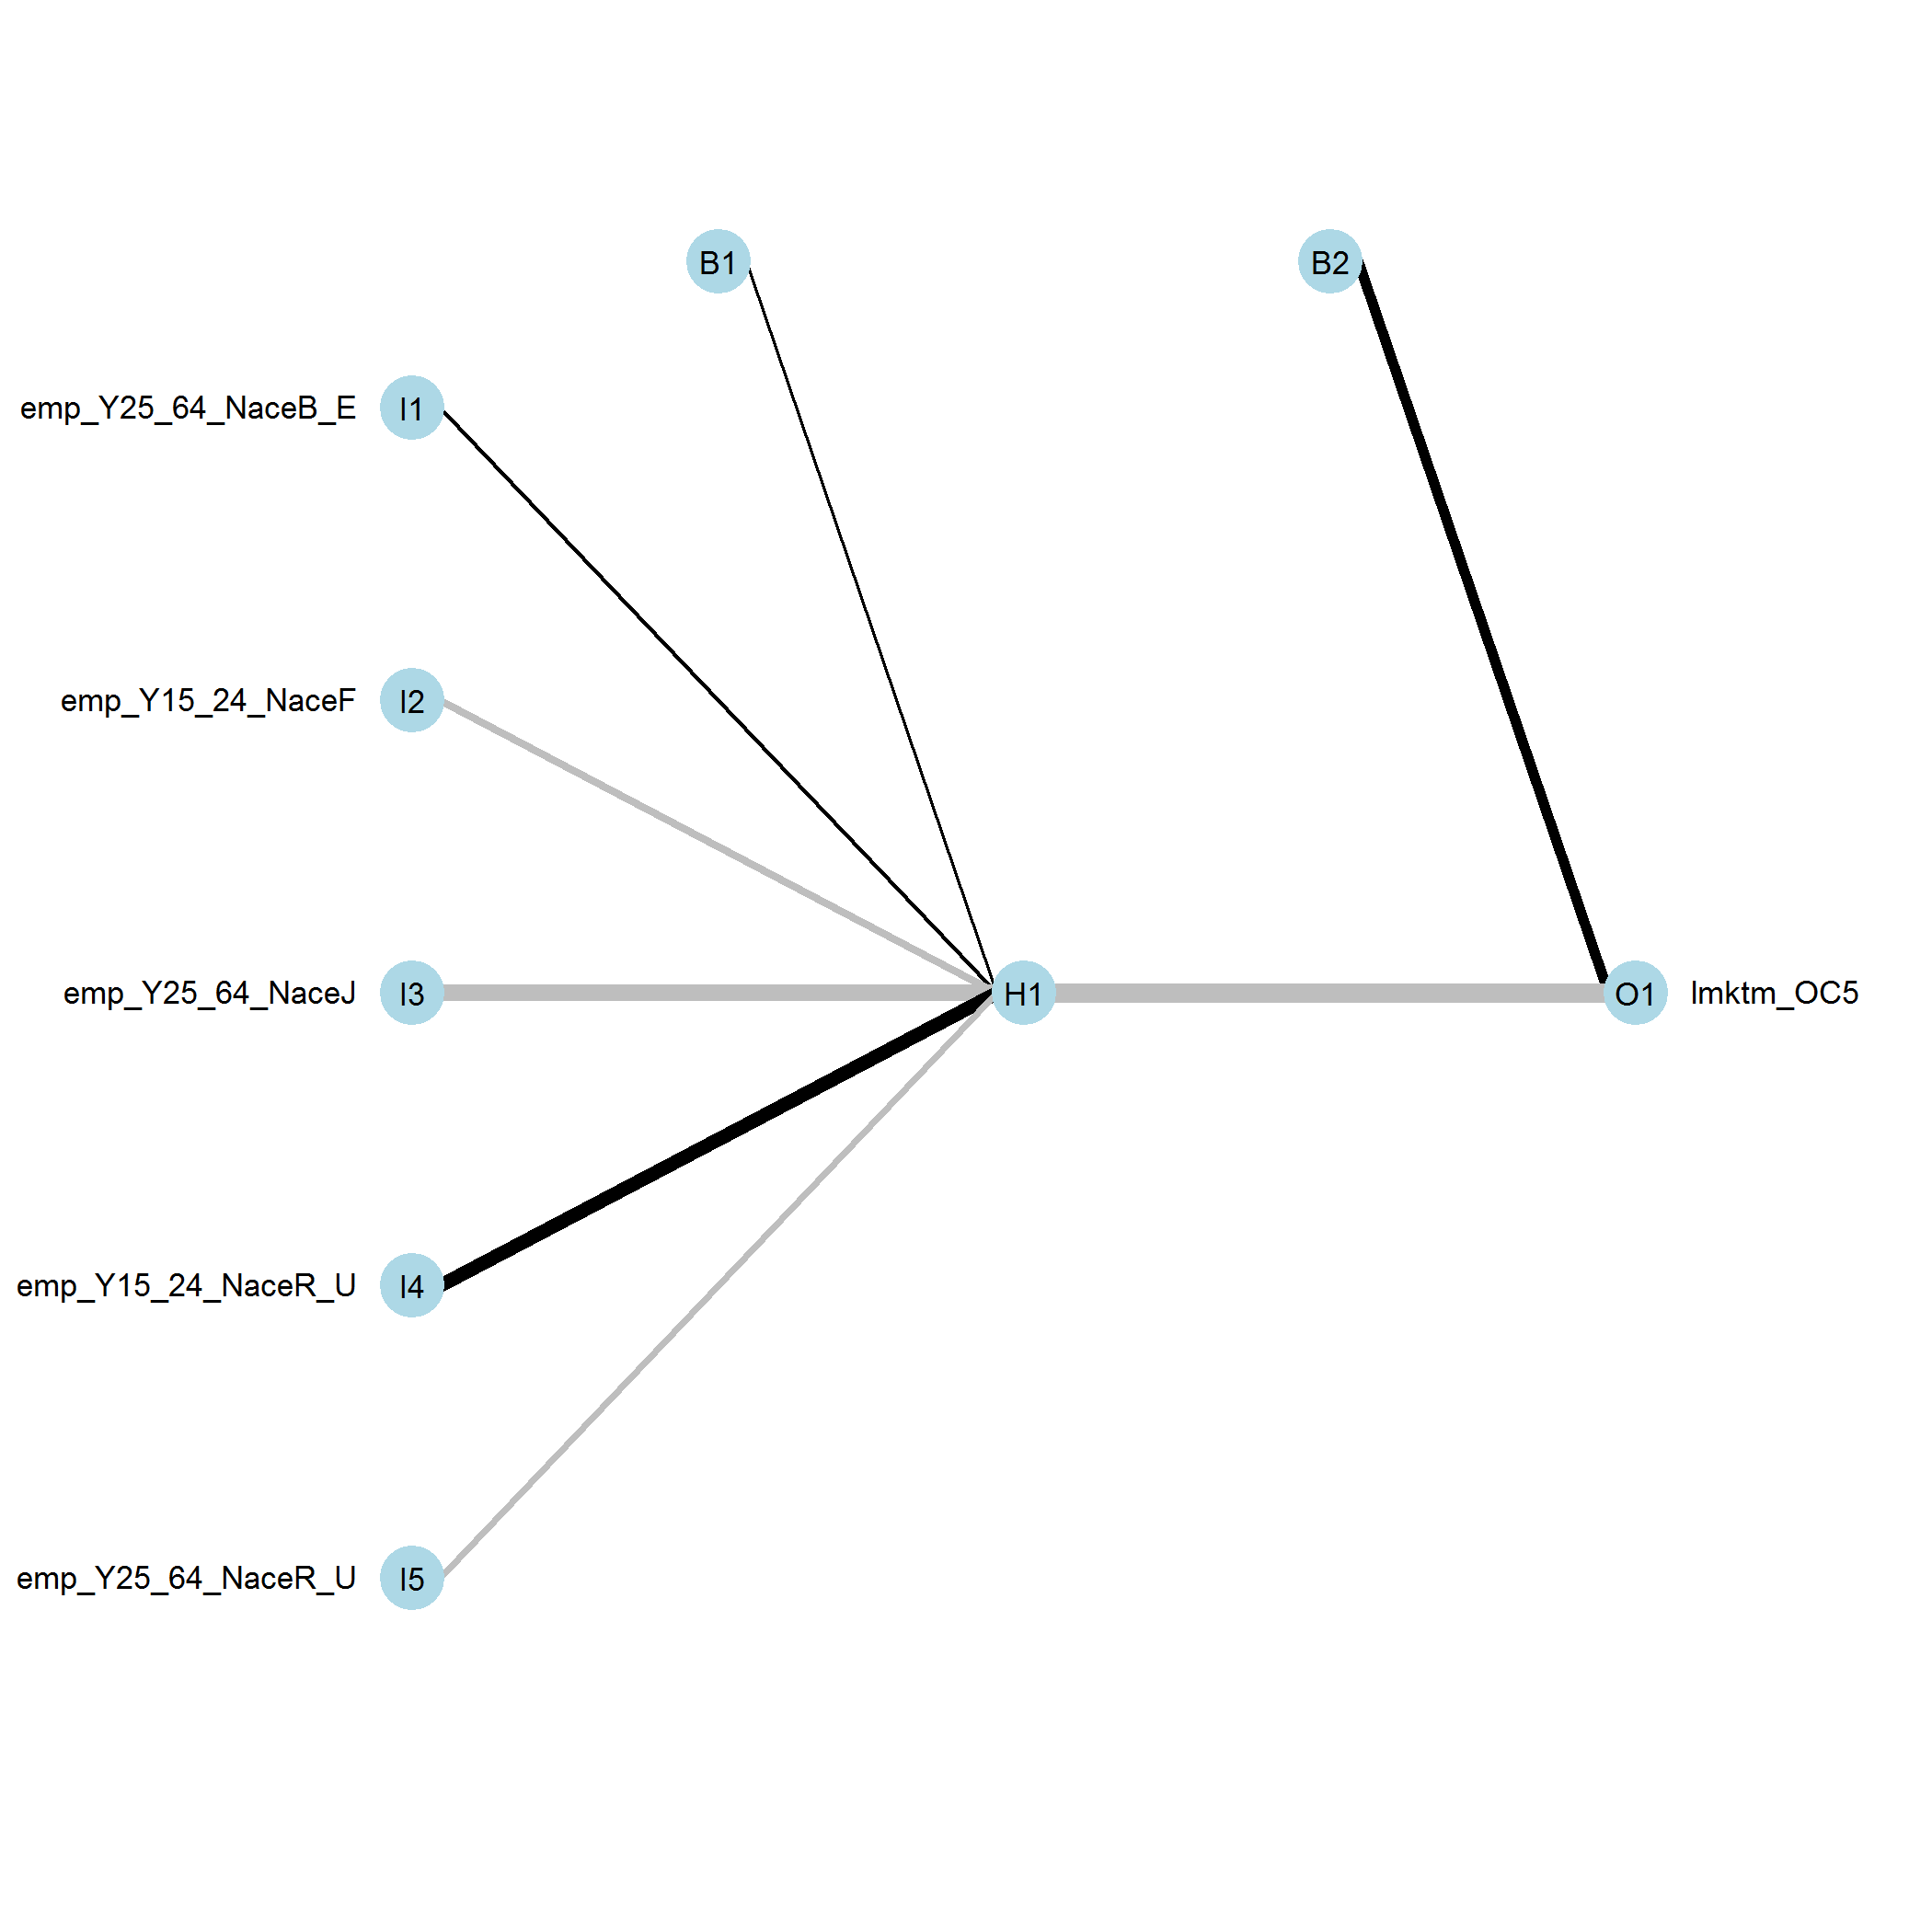 B1
B2
emp_Y25_64_NaceB_E I1
emp_Y15_24_NaceF I2
emp_Y25_64_NaceJ I3
H1
O1 lmktm_OC5
emp_Y15_24_NaceR_U I4
emp_Y25_64_NaceR_U I5